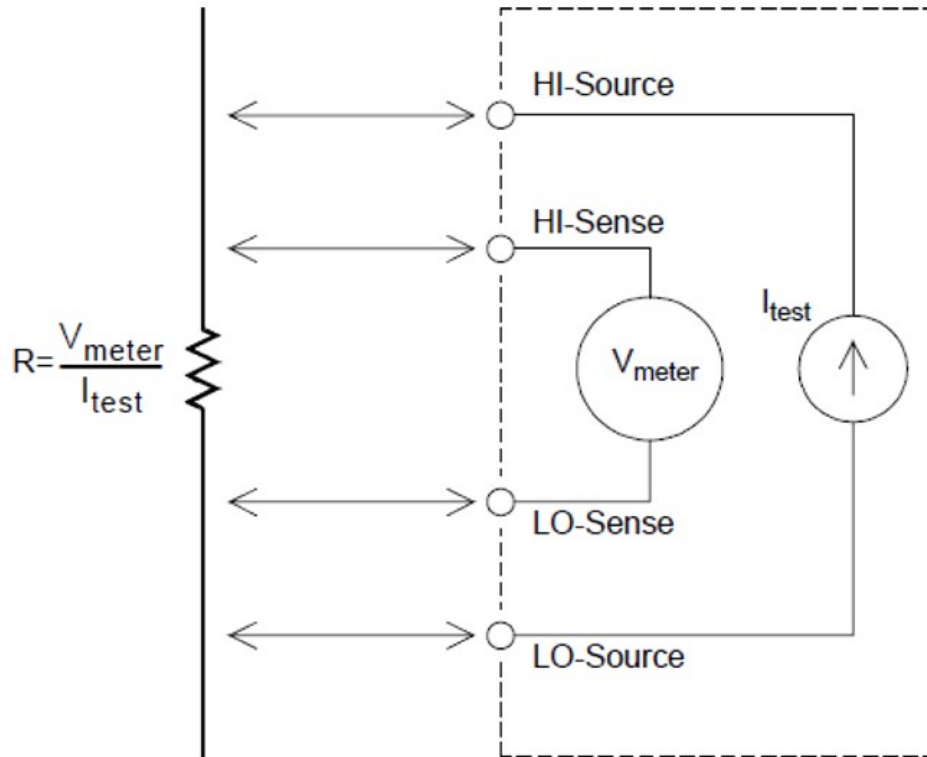 HI-Source
HI-Sense
I test
R= V meter / I test
V meter
LO-Sense
LO-Source